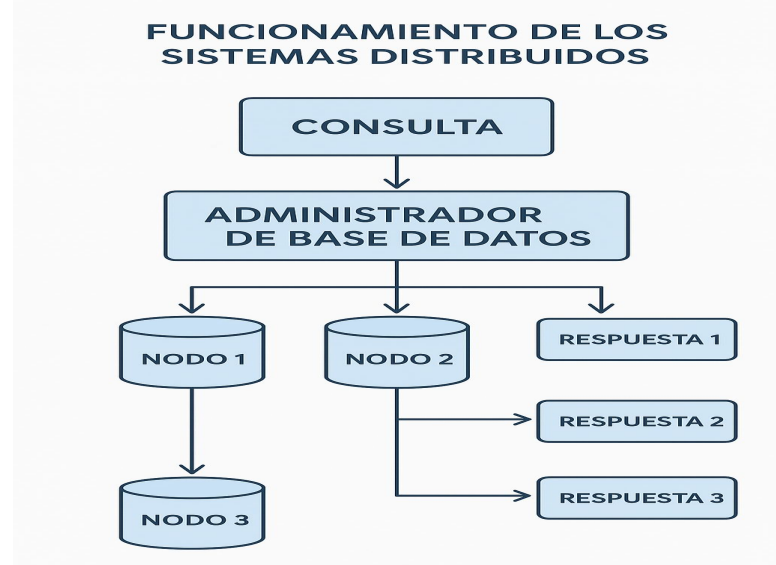 FUNCIONAMIENTO DE LOS
SISTEMAS DISTRIBUIDOS
CONSULTA
ADMINISTRADOR
DE BASE DE DATOS
NODO 1
NODO 2
RESPUESTA 1
RESPUESTA 2
NODO 3
RESPUESTA 3